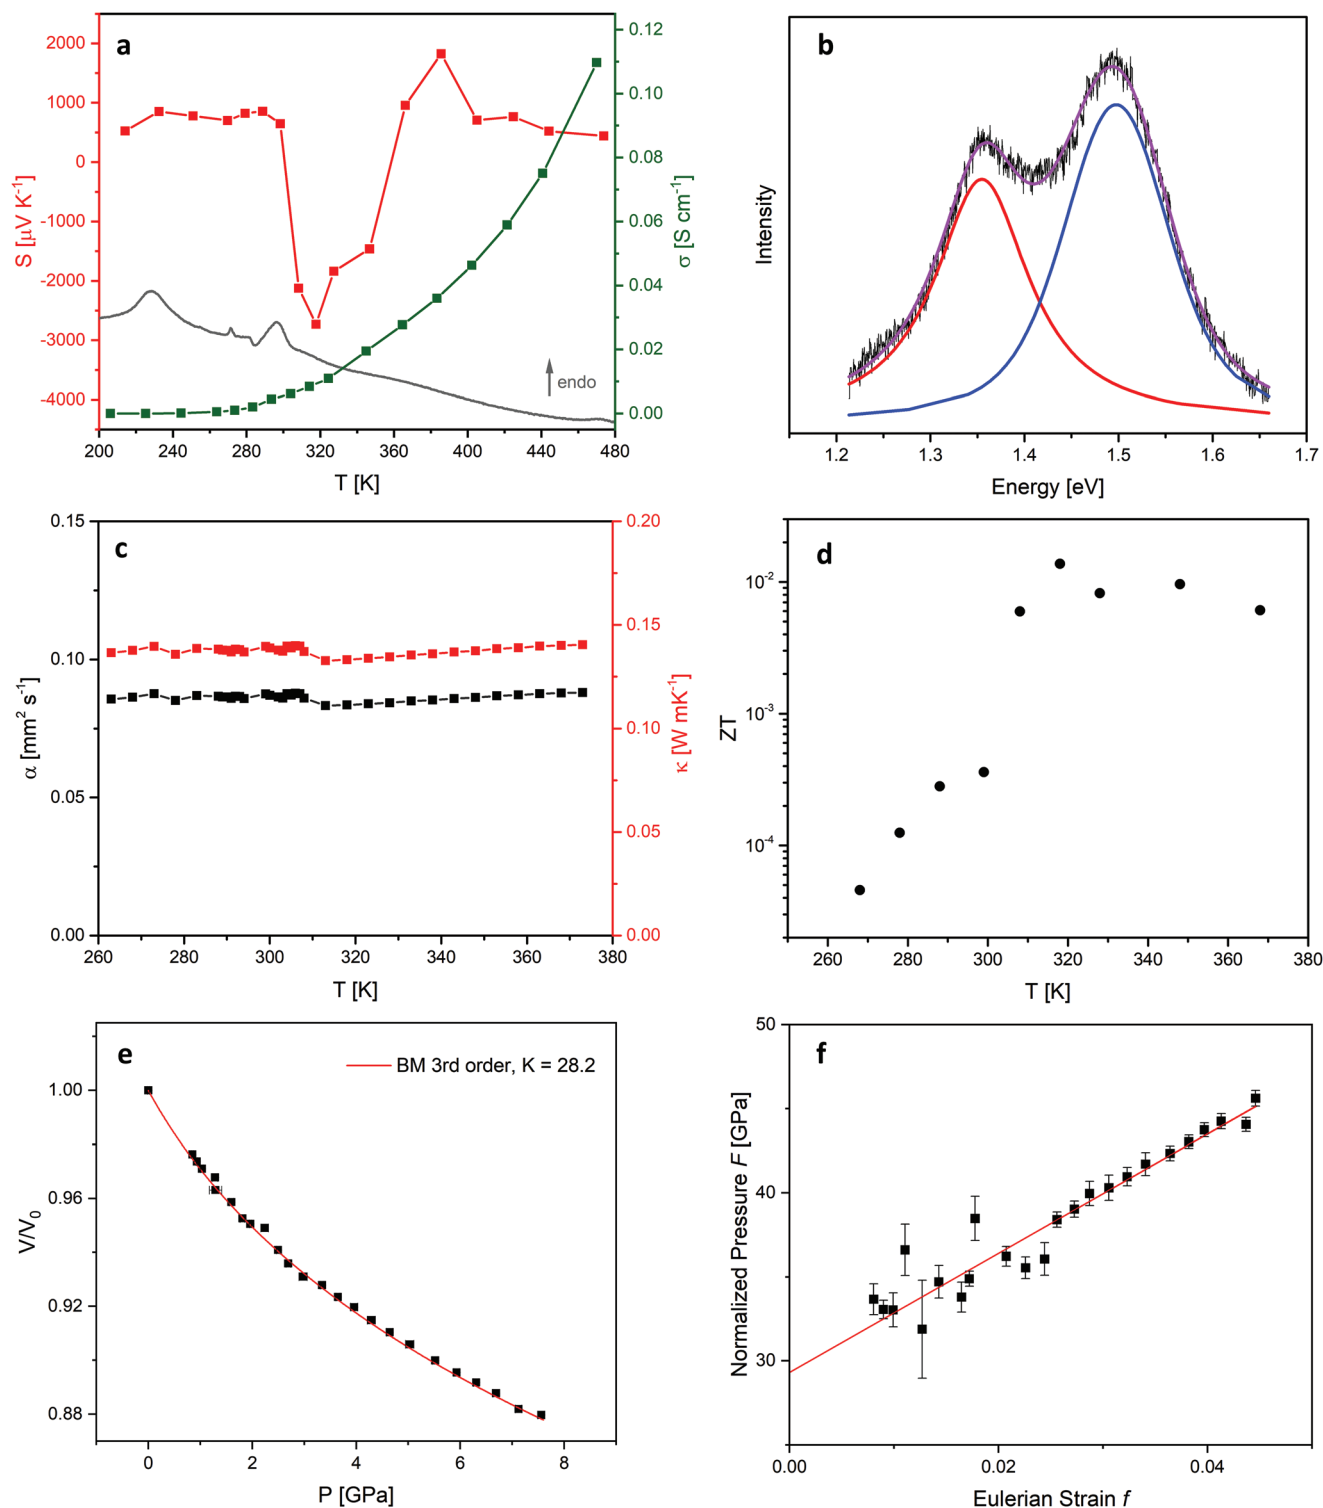 a
S [μV K⁻¹]
2000
1000
0
-1000
-2000
-3000
-4000
0.12
0.10
0.08
0.06
0.04
0.02
0.00
σ [S cm⁻¹]
endo
200 240 280 320 360 400 440 480
T [K]
b
Intensity
1.2 1.3 1.4 1.5 1.6 1.7
Energy [eV]
c
α [mm² s⁻¹]
0.15
0.10
0.05
0.00
0.20
0.15
0.10
0.05
0.00
κ [W mK⁻¹]
260 280 300 320 340 360 380
T [K]
d
ZT
10⁻²
10⁻³
10⁻⁴
260 280 300 320 340 360 380
T [K]
e
BM 3rd order, K = 28.2
V/V₀
1.00
0.96
0.92
0.88
0 2 4 6 8
P [GPa]
f
Normalized Pressure F [GPa]
50
40
30
0.00 0.02 0.04
Eulerian Strain f